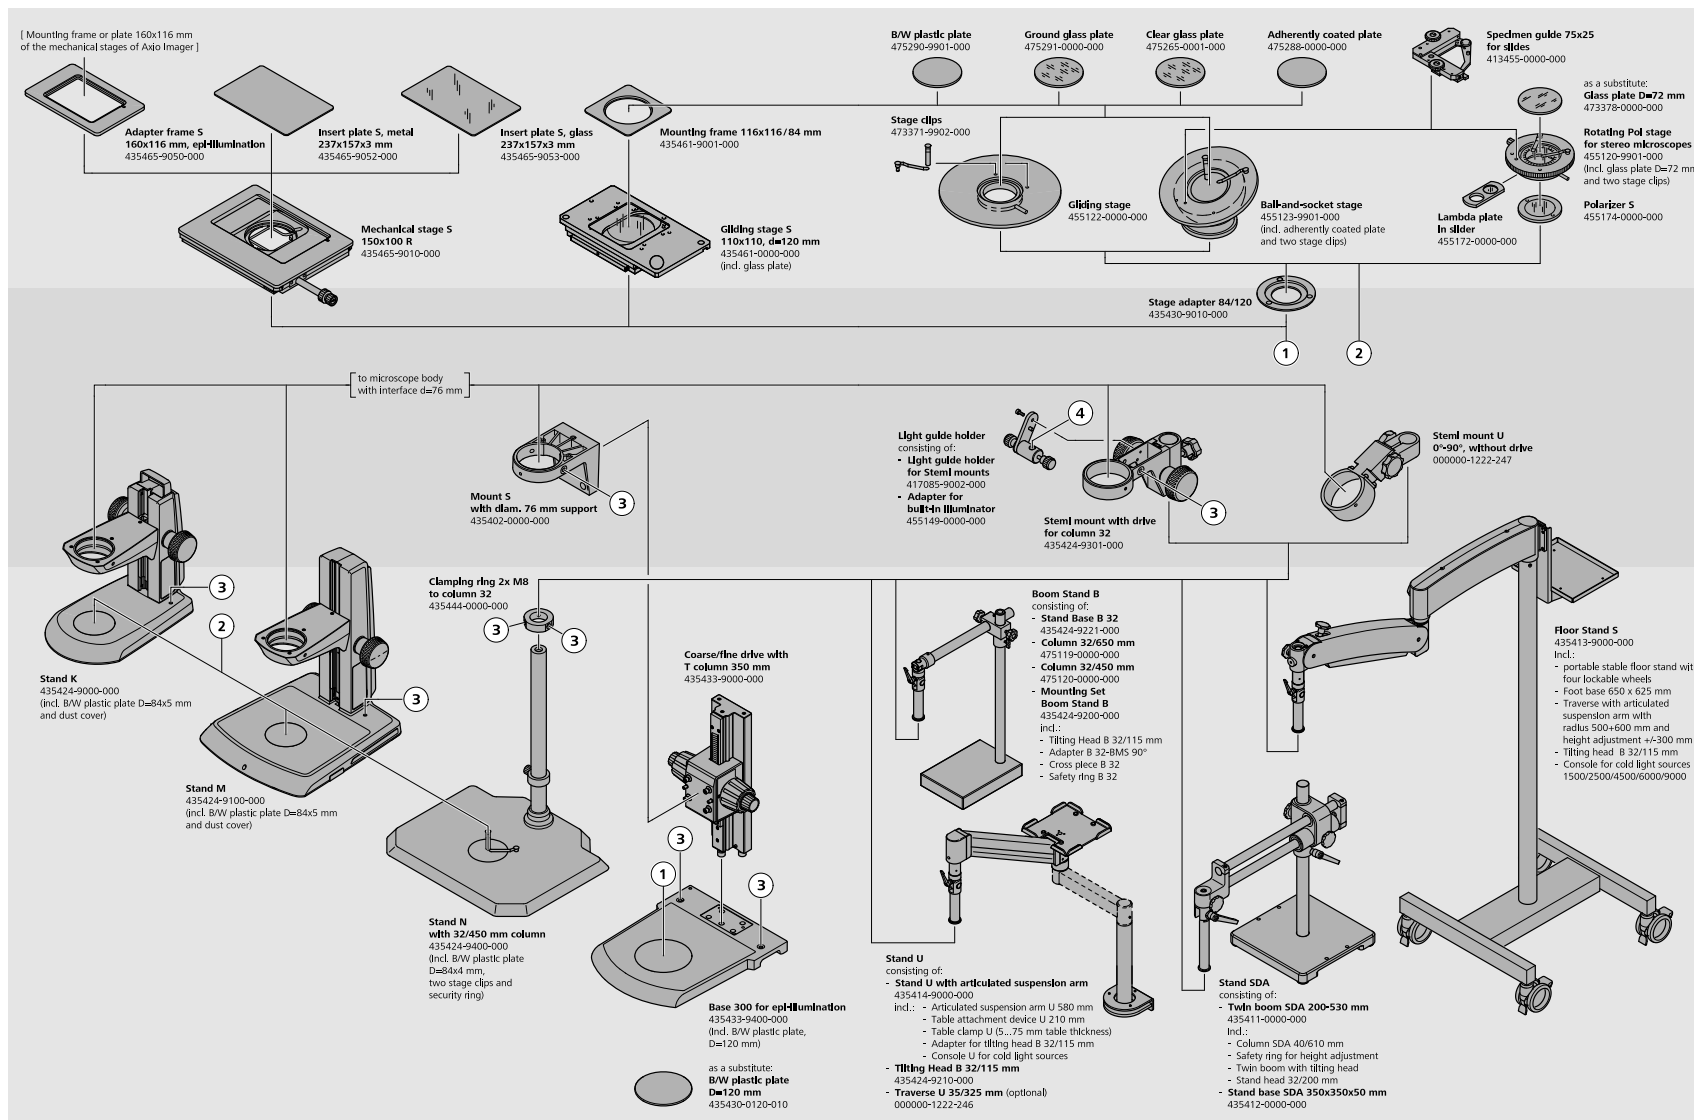 [ Mounting frame or plate 160x116 mm
of the mechanical stages of Axio Imager ]
Adapter frame S
160x116 mm, epi-illumination
435465-9050-000
Insert plate S, metal
237x157x3 mm
435465-9052-000
Insert plate S, glass
237x157x3 mm
435465-9053-000
Mounting frame 116x116/84 mm
435461-9001-000
B/W plastic plate
475290-9901-000
Ground glass plate
475291-0000-000
Clear glass plate
475265-0001-000
Adherently coated plate
475288-0000-000
Specimen guide 75x25
for slides
413455-0000-000
as a substitute:
Glass plate D=72 mm
473378-0000-000
Stage clips
473371-9902-000
Rotating Pol stage
for stereo microscopes
455120-9901-000
(incl. glass plate D=72 mm
and two stage clips)
Mechanical stage S
150x100 R
435465-9010-000
Gliding stage S
110x110, d=120 mm
435461-0000-000
(incl. glass plate)
Gliding stage
455122-0000-000
Ball-and-socket stage
455123-9901-000
(incl. adherently coated plate
and two stage clips)
Lambda plate
in slider
455172-0000-000
Polarizer S
455174-0000-000
Stage adapter 84/120
435430-9010-000
1
2
to microscope body
with interface d=76 mm
Mount S
with diam. 76 mm support
435402-0000-000
3
Light guide holder
consisting of:
- Light guide holder
for Stemi mounts
417085-9002-000
- Adapter for
built-in illuminator
455149-0000-000
4
3
Stemi mount with drive
for column 32
435424-9301-000
Stemi mount U
0°-90°, without drive
000000-1222-247
3
2
Stand K
435424-9000-000
(incl. B/W plastic plate D=84x5 mm
and dust cover)
3
Stand M
435424-9100-000
(incl. B/W plastic plate D=84x5 mm
and dust cover)
Clamping ring 2x M8
to column 32
435444-0000-000
3
3
Stand N
with 32/450 mm column
435424-9400-000
(Incl. B/W plastic plate
D=84x4 mm,
two stage clips and
security ring)
Coarse/fine drive with
T column 350 mm
435433-9000-000
3
1
3
Base 300 for epi-illumination
435433-9400-000
(Incl. B/W plastic plate,
D=120 mm)
as a substitute:
B/W plastic plate
D=120 mm
435430-0120-010
Boom Stand B
consisting of:
- Stand Base B 32
435424-9221-000
- Column 32/650 mm
475119-0000-000
- Column 32/450 mm
475120-0000-000
- Mounting Set
Boom Stand B
435424-9200-000
incl.:
- Tilting Head B 32/115 mm
- Adapter B 32-BMS 90°
- Cross piece B 32
- Safety ring B 32
Stand U
consisting of:
- Stand U with articulated suspension arm
435414-9000-000
incl.: - Articulated suspension arm U 580 mm
- Table attachment device U 210 mm
- Table clamp U (5...75 mm table thickness)
- Adapter for tilting head B 32/115 mm
- Console U for cold light sources
- Tilting Head B 32/115 mm
435424-9210-000
- Traverse U 35/325 mm (optional)
000000-1222-246
Stand SDA
consisting of:
- Twin boom SDA 200-530 mm
435411-0000-000
Incl.:
- Column SDA 40/610 mm
- Safety ring for height adjustment
- Twin boom with tilting head
- Stand head 32/200 mm
- Stand base SDA 350x350x50 mm
435412-0000-000
Floor Stand S
435413-9000-000
Incl.:
- portable stable floor stand wit
four lockable wheels
- Foot base 650 x 625 mm
- Traverse with articulated
suspension arm with
radius 500+600 mm and
height adjustment +/-300 mm
- Tilting head B 32/115 mm
- Console for cold light sources
1500/2500/4500/6000/9000